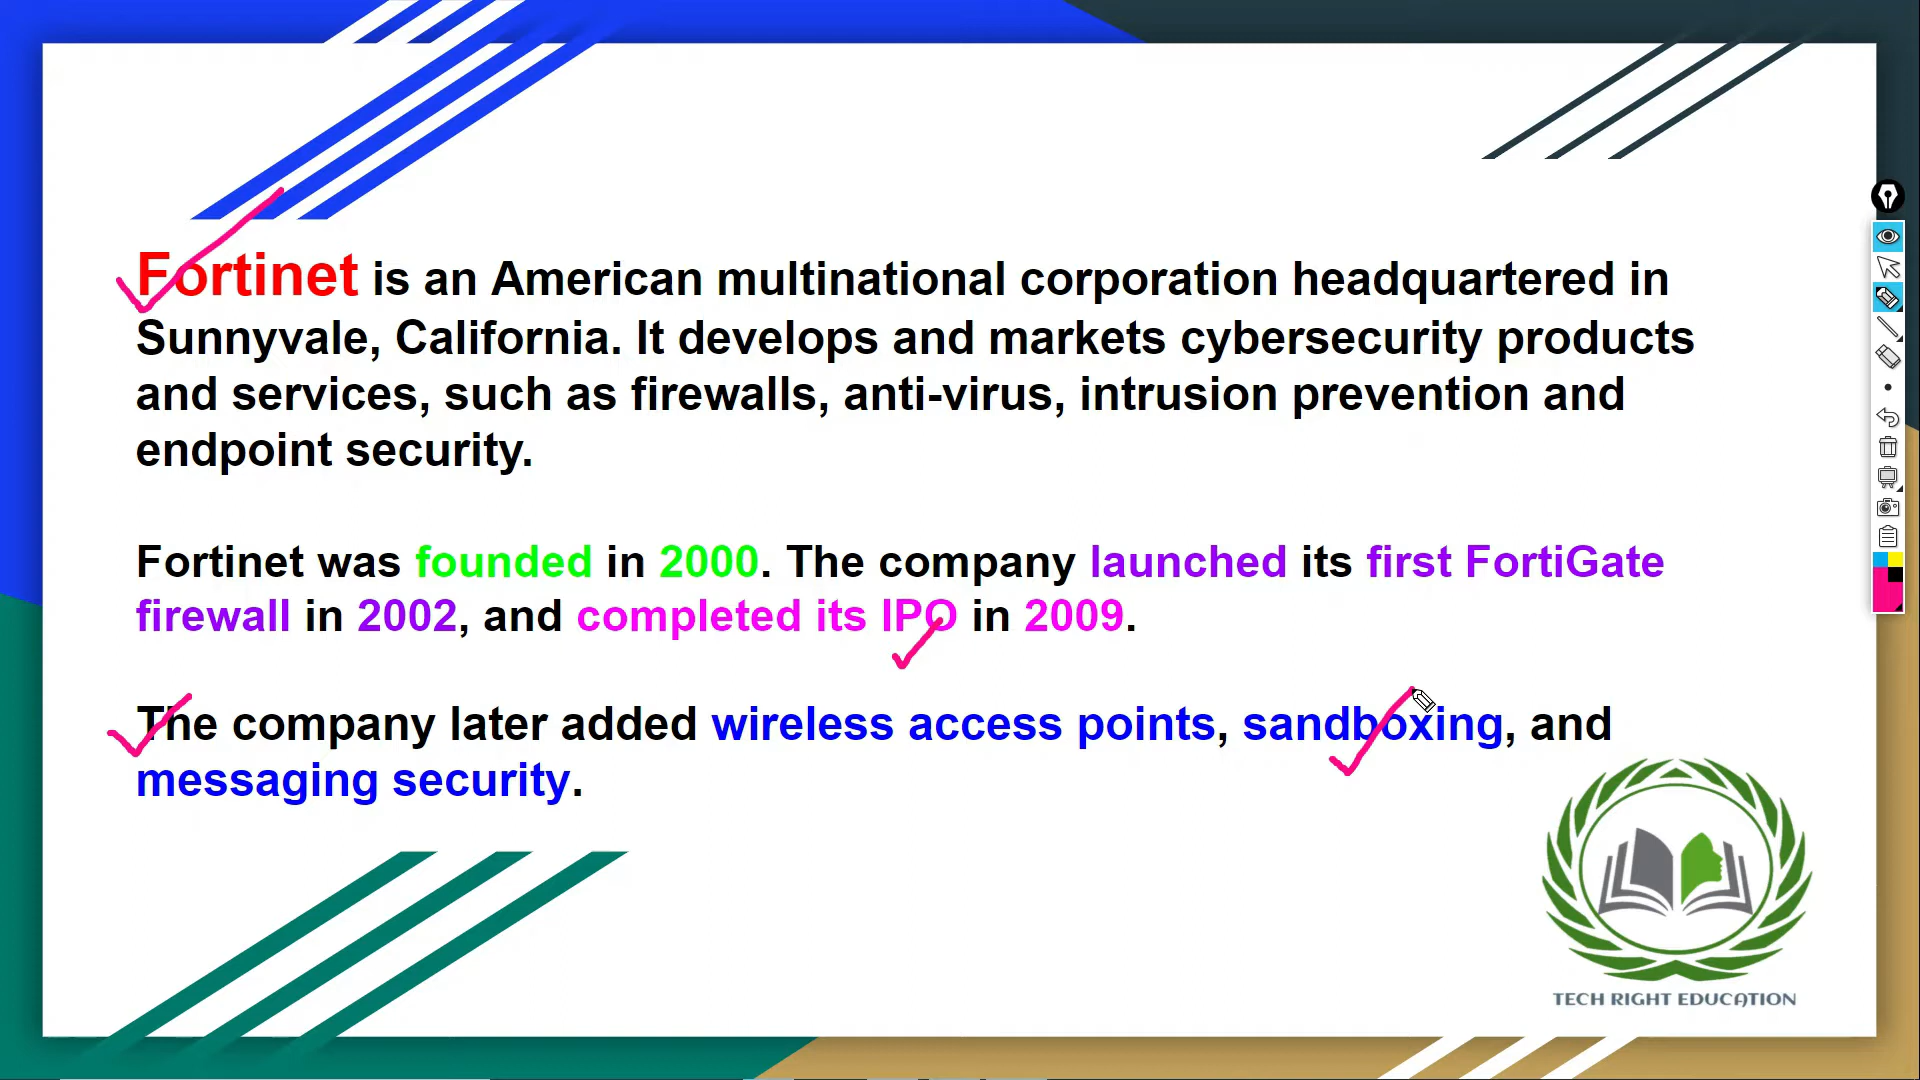 Fortinet is an American multinational corporation headquartered in
Sunnyvale, California. It develops and markets cybersecurity products
and services, such as firewalls, anti-virus, intrusion prevention and
endpoint security.
Fortinet was founded in 2000. The company launched its first FortiGate
firewall in 2002, and completed its IPO in 2009.
The company later added wireless access points, sandboxing, and
messaging security.
TECH RIGHT EDUCATION